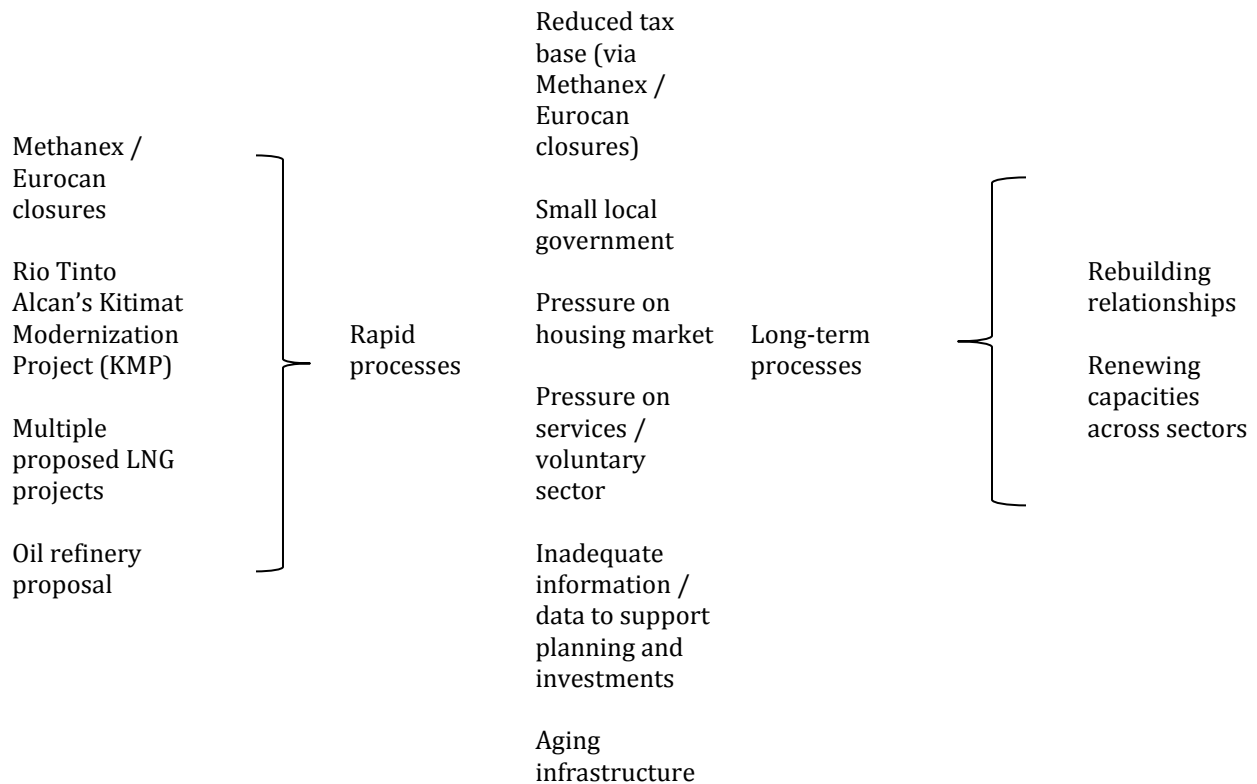 Methanex /
Eurocan
closures
Rio Tinto
Alcan’s Kitimat
Modernization
Project (KMP)
Multiple
proposed LNG
projects
Oil refinery
proposal
Rapid
processes
Reduced tax
base (via
Methanex /
Eurocan
closures)
Small local
government
Pressure on
housing market
Pressure on
services /
voluntary
sector
Inadequate
information /
data to support
planning and
investments
Aging
infrastructure
Long-term
processes
Rebuilding
relationships
Renewing
capacities
across sectors